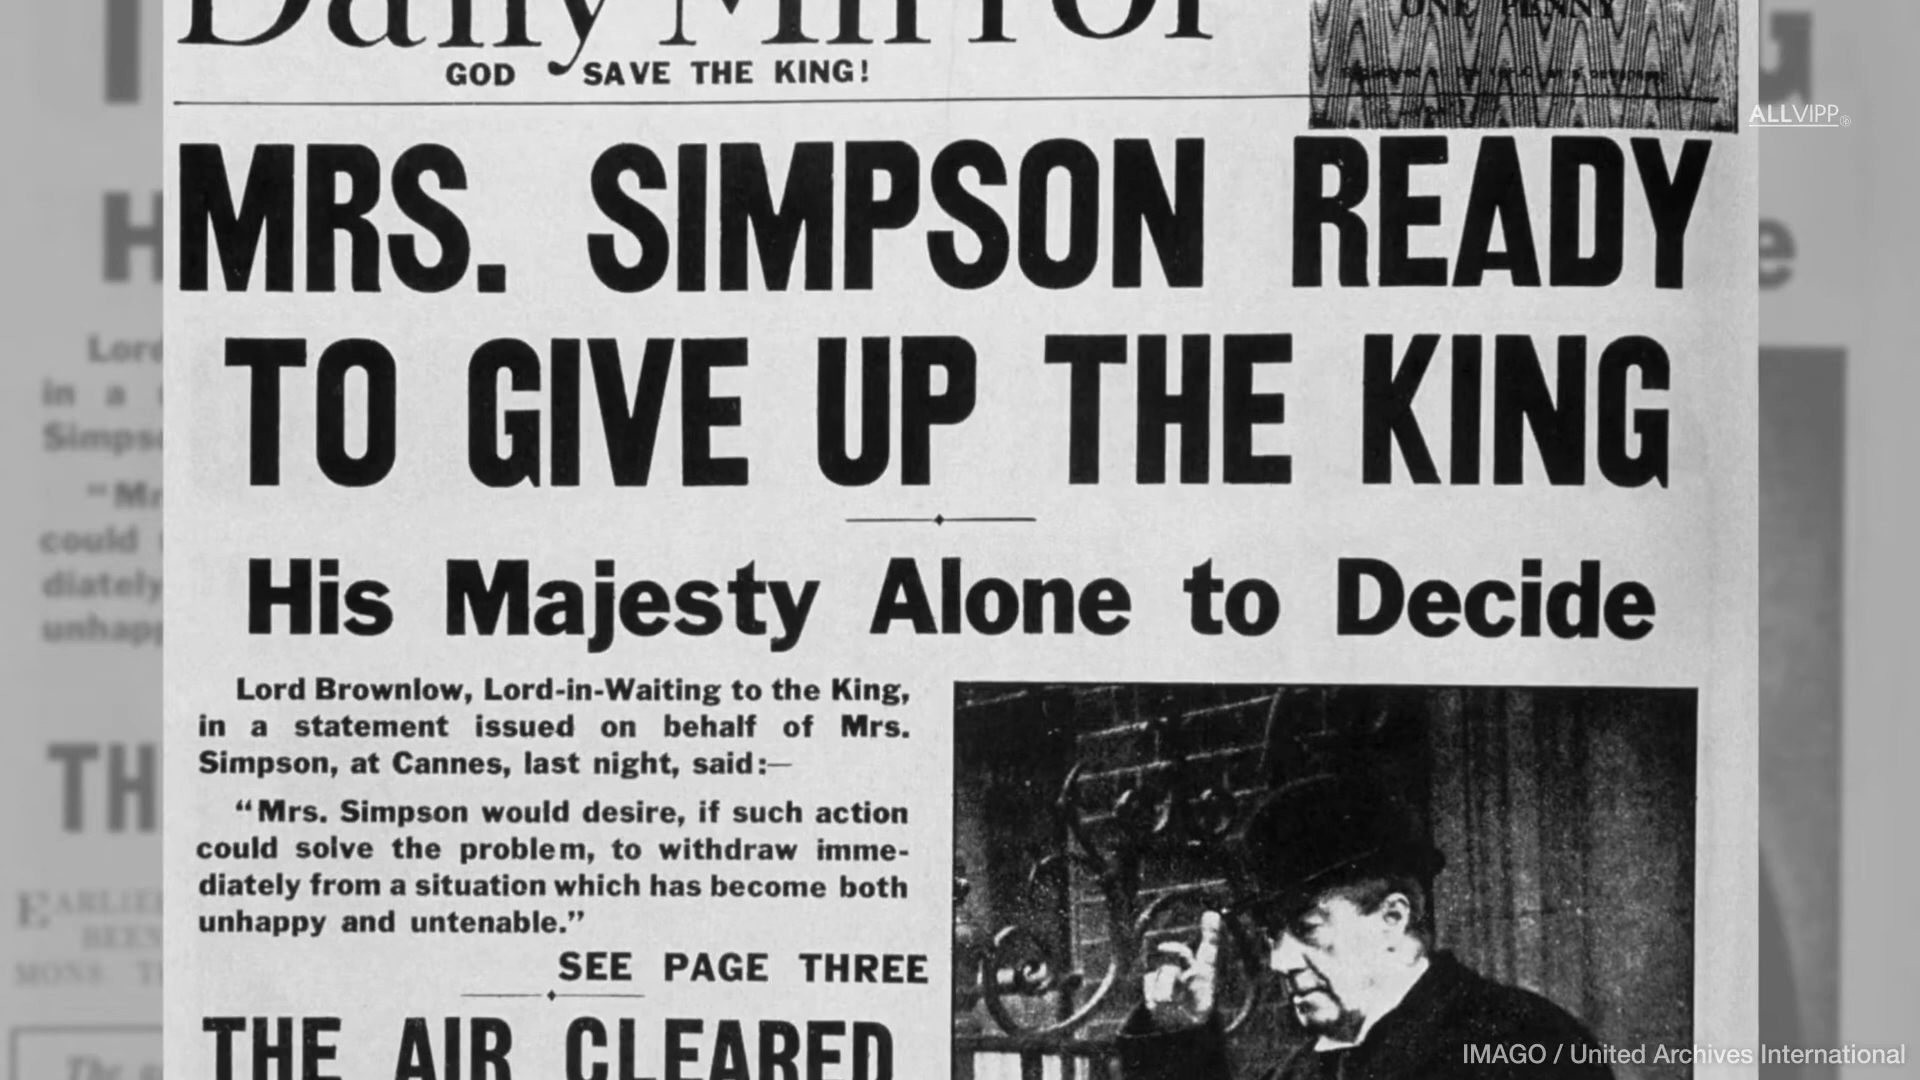 Daily Mirror
ONE PENNY
GOD SAVE THE KING!
ALLVIPP
MRS. SIMPSON READY
TO GIVE UP THE KING
His Majesty Alone to Decide
Lord Brownlow, Lord-in-Waiting to the King,
in a statement issued on behalf of Mrs.
Simpson, at Cannes, last night, said:—
"Mrs. Simpson would desire, if such action
could solve the problem, to withdraw imme-
diately from a situation which has become both
unhappy and untenable."
SEE PAGE THREE
THE AIR CLEARED
IMAGO / United Archives International